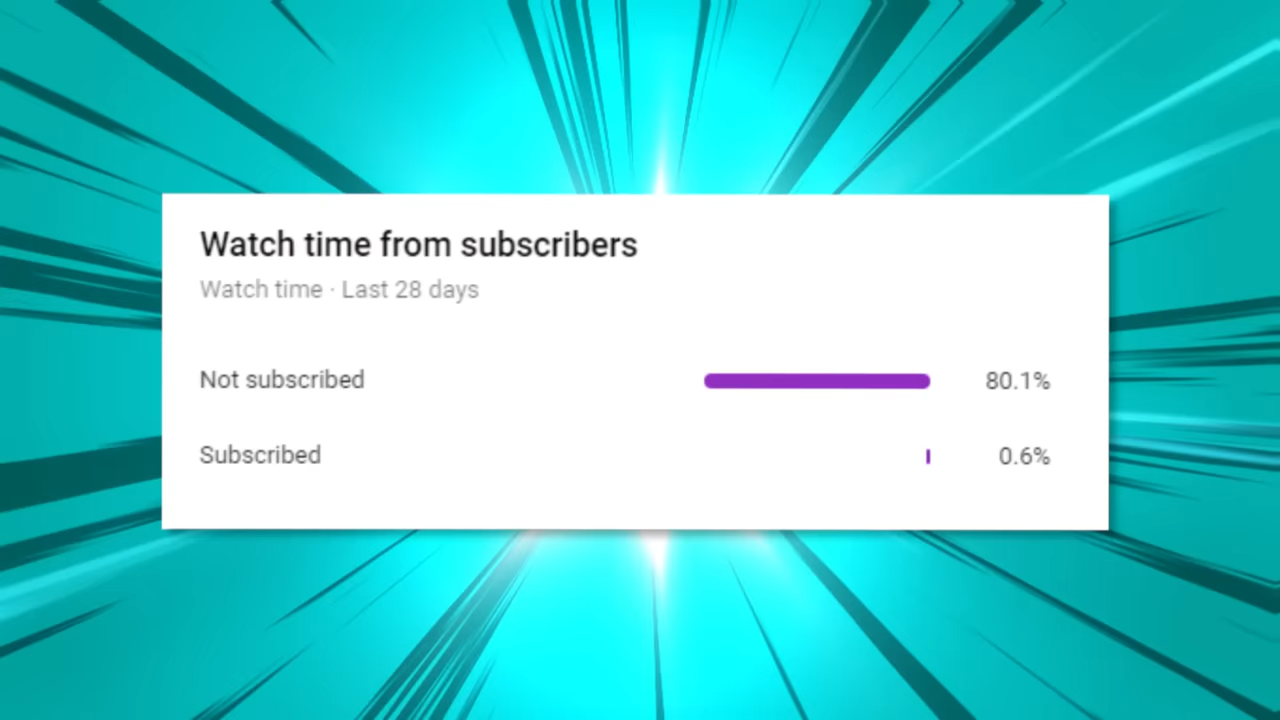 Watch time from subscribers
Watch time · Last 28 days
Not subscribed 80.1%
Subscribed 0.6%